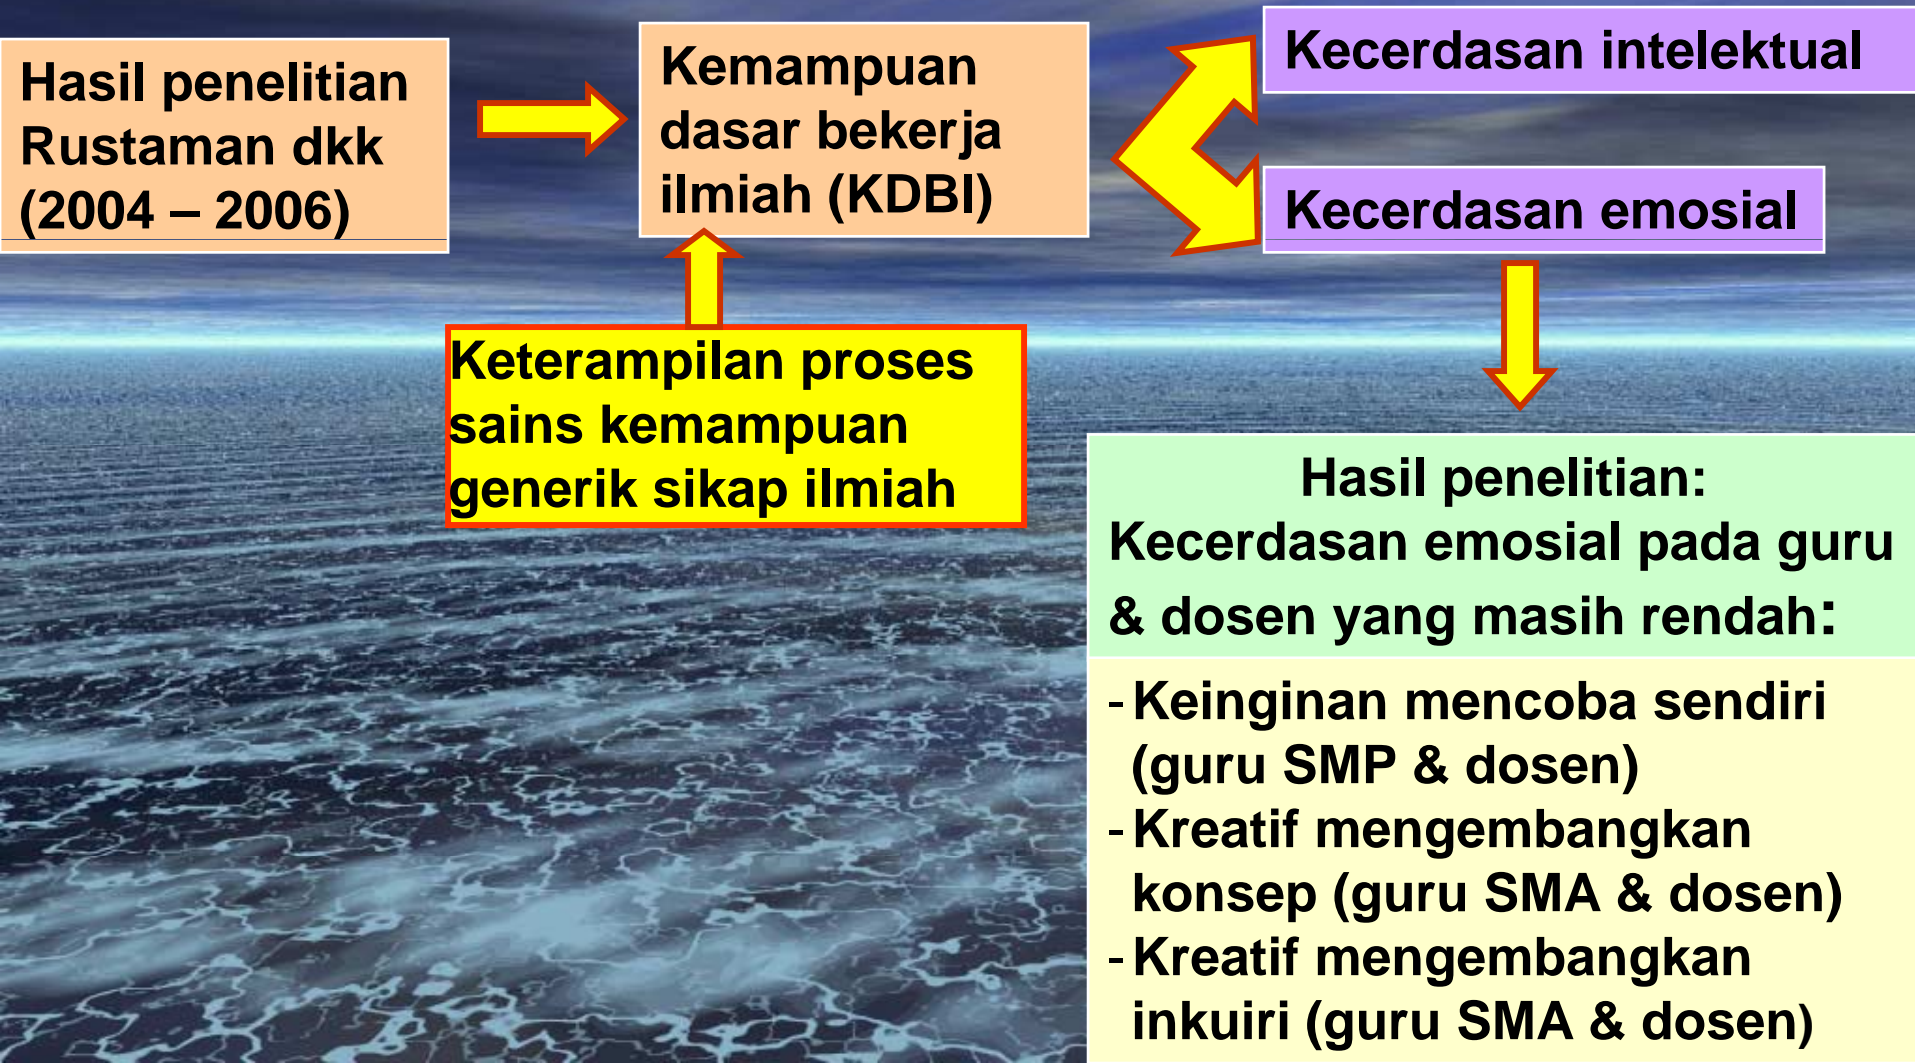 Hasil penelitian
Rustaman dkk
(2004 – 2006)
Kemampuan
dasar bekerja
ilmiah (KDBI)
Kecerdasan intelektual
Kecerdasan emosial
Keterampilan proses
sains kemampuan
generik sikap ilmiah
Hasil penelitian:
Kecerdasan emosial pada guru
& dosen yang masih rendah:
- Keinginan mencoba sendiri
(guru SMP & dosen)
- Kreatif mengembangkan
konsep (guru SMA & dosen)
- Kreatif mengembangkan
inkuiri (guru SMA & dosen)